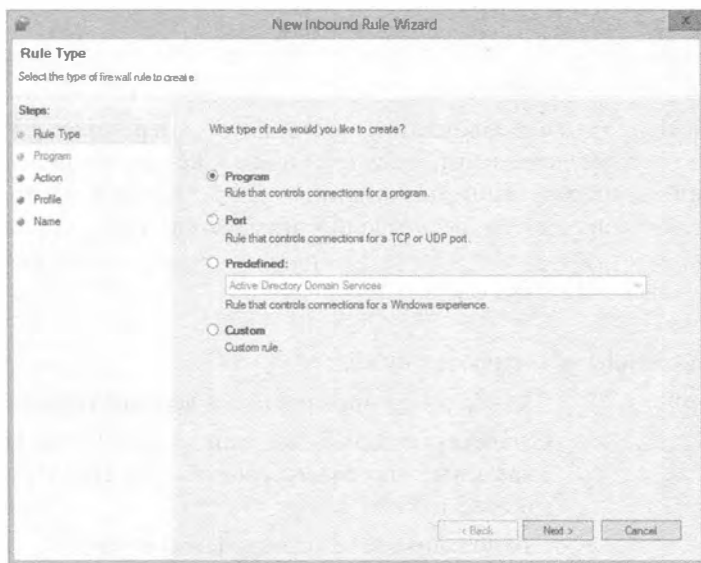 New Inbound Rule Wizard
Rule Type
Select the type of firewall rule to create
Steps:
Rule Type
Program
Action
Profile
Name
What type of rule would you like to create?
Program
Rule that controls connections for a program.
Port
Rule that controls connections for a TCP or UDP port.
Predefined:
Active Directory Domain Services
Rule that controls connections for a Windows experience.
Custom
Custom rule.
< Back
Next >
Cancel